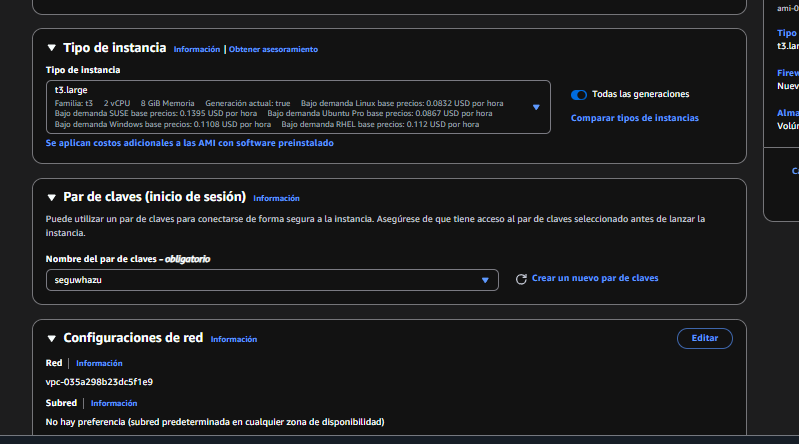 ami-0
▼ Tipo de instancia Información | Obtener asesoramiento
Tipo
t3.large
Tipo de instancia
Firew
t3.large
Nuev
Familia: t3 2 vCPU 8 GiB Memoria Generación actual: true Bajo demanda Linux base precios: 0.0832 USD por hora
Todas las generaciones
Bajo demanda SUSE base precios: 0.1395 USD por hora Bajo demanda Ubuntu Pro base precios: 0.0867 USD por hora
Alma
Bajo demanda Windows base precios: 0.1108 USD por hora Bajo demanda RHEL base precios: 0.112 USD por hora
Comparar tipos de instancias
Volúr
Se aplican costos adicionales a las AMI con software preinstalado
▼ Par de claves (inicio de sesión) Información
Puede utilizar un par de claves para conectarse de forma segura a la instancia. Asegúrese de que tiene acceso al par de claves seleccionado antes de lanzar la
instancia.
Nombre del par de claves - obligatorio
seguwhazu
Crear un nuevo par de claves
▼ Configuraciones de red Información
Editar
Red | Información
vpc-035a298b23dc5f1e9
Subred | Información
No hay preferencia (subred predeterminada en cualquier zona de disponibilidad)